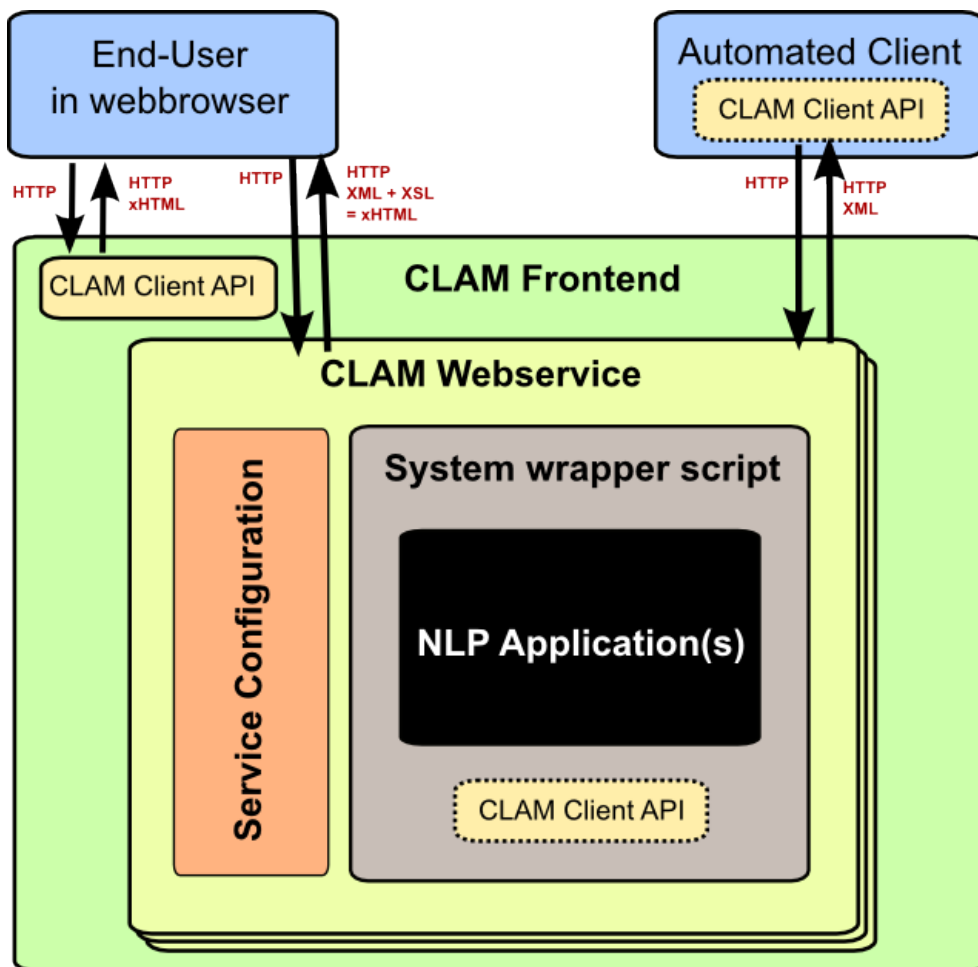 End-User
in webbrowser
Automated Client
CLAM Client API
HTTP
HTTP
xHTML
HTTP
HTTP
XML + XSL
= xHTML
HTTP
HTTP
XML
CLAM Client API
CLAM Frontend
CLAM Webservice
Service Configuration
System wrapper script
NLP Application(s)
CLAM Client API